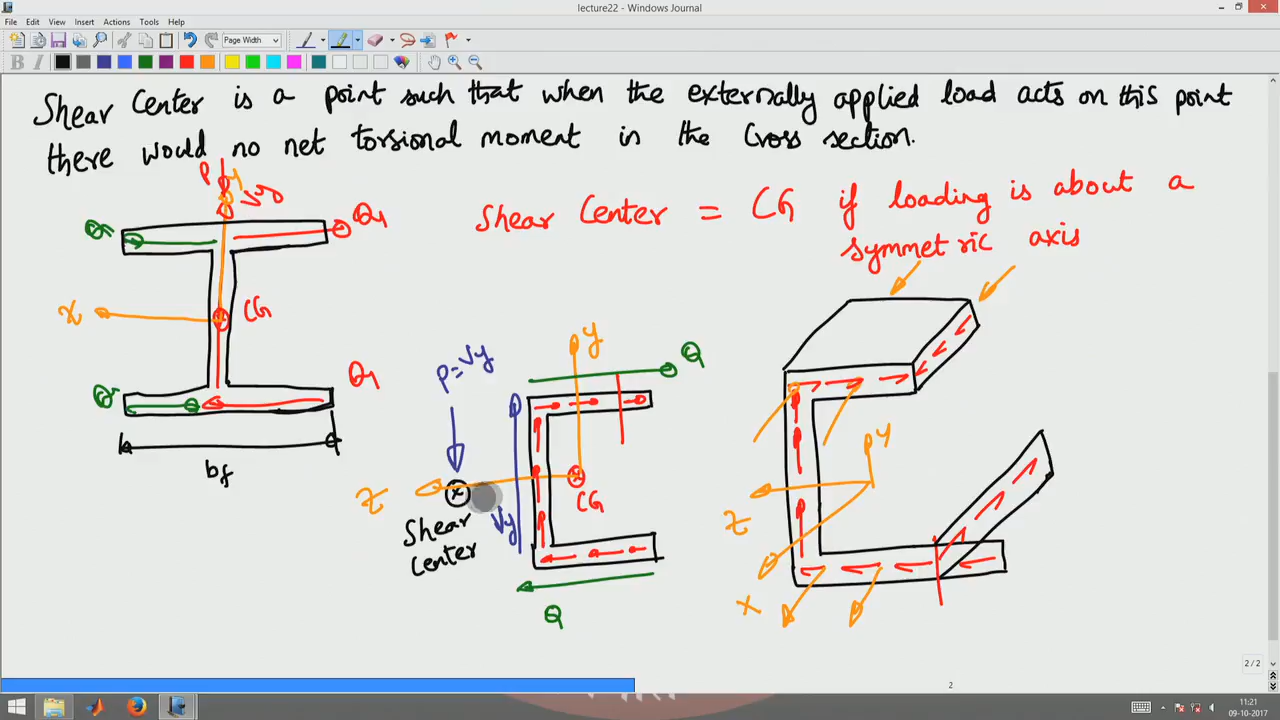 lecture22 - Windows Journal
File Edit View Insert Actions Tools Help
Page Width
B I
Shear Center is a point such that when the externally applied load acts on this point
there would no net torsional moment in the Cross section.
P y
Q1
Shear Center = CG if loading is about a
symmetric axis
x
CG
y
P=Vy
Q
Q1
y
bf
z
CG
z
Shear
Center
Vy
x
Q
2 / 2
2
11:21
09-10-2017